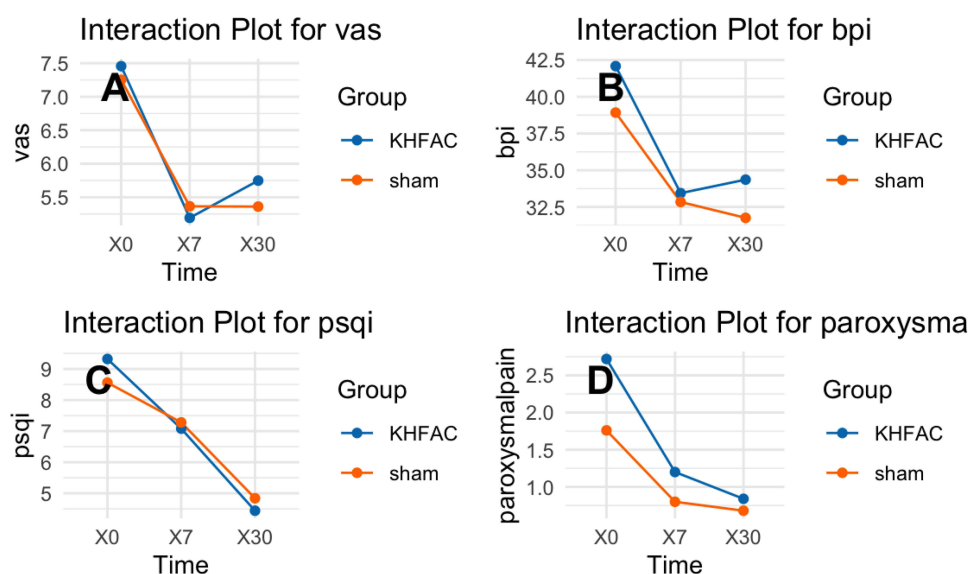 Interaction Plot for vas
A
vas
7.5
7.0
6.5
6.0
5.5
X0 X7 X30
Time
Group
KHFAC
sham
Interaction Plot for bpi
B
bpi
42.5
40.0
37.5
35.0
32.5
X0 X7 X30
Time
Group
KHFAC
sham
Interaction Plot for psqi
C
psqi
9
8
7
6
5
X0 X7 X30
Time
Group
KHFAC
sham
Interaction Plot for paroxysma
D
paroxysmalpain
2.5
2.0
1.5
1.0
X0 X7 X30
Time
Group
KHFAC
sham